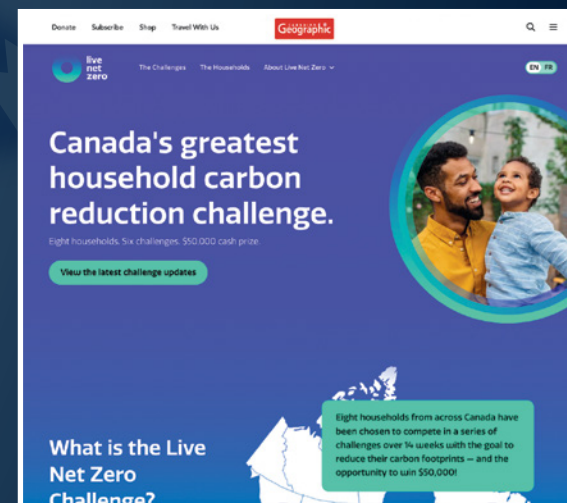 Donate Subscribe Shop Travel With Us
CANADIAN
Geographic
live
net
zero
The Challenges The Households About Live Net Zero
EN FR
Canada's greatest
household carbon
reduction challenge.
Eight households. Six challenges. $50,000 cash prize.
View the latest challenge updates
Eight households from across Canada have
been chosen to compete in a series of
challenges over 14 weeks with the goal to
reduce their carbon footprints — and the
opportunity to win $50,000!
What is the Live
Net Zero
Challenge?